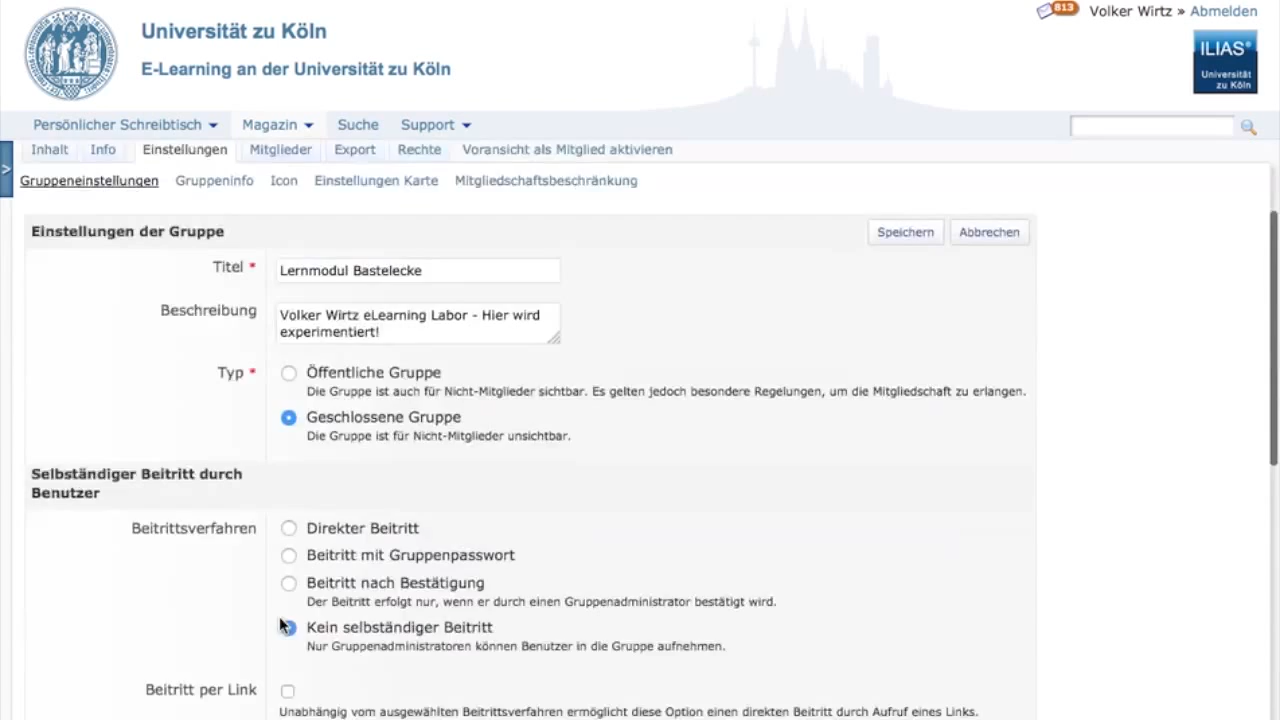 813
Volker Wirtz » Abmelden
Universität zu Köln
E-Learning an der Universität zu Köln
ILIAS®
Universität
zu Köln
Persönlicher Schreibtisch Magazin Suche Support
Inhalt Info Einstellungen Mitglieder Export Rechte Voransicht als Mitglied aktivieren
>
Gruppeneinstellungen Gruppeninfo Icon Einstellungen Karte Mitgliedschaftsbeschränkung
Einstellungen der Gruppe Speichern Abbrechen
Titel * Lernmodul Bastelecke
Beschreibung Volker Wirtz eLearning Labor - Hier wird
experimentiert!
Typ * Öffentliche Gruppe
Die Gruppe ist auch für Nicht-Mitglieder sichtbar. Es gelten jedoch besondere Regelungen, um die Mitgliedschaft zu erlangen.
Geschlossene Gruppe
Die Gruppe ist für Nicht-Mitglieder unsichtbar.
Selbständiger Beitritt durch
Benutzer
Beitrittsverfahren Direkter Beitritt
Beitritt mit Gruppenpasswort
Beitritt nach Bestätigung
Der Beitritt erfolgt nur, wenn er durch einen Gruppenadministrator bestätigt wird.
Kein selbständiger Beitritt
Nur Gruppenadministratoren können Benutzer in die Gruppe aufnehmen.
Beitritt per Link
Unabhängig vom ausgewählten Beitrittsverfahren ermöglicht diese Option einen direkten Beitritt durch Aufruf eines Links.